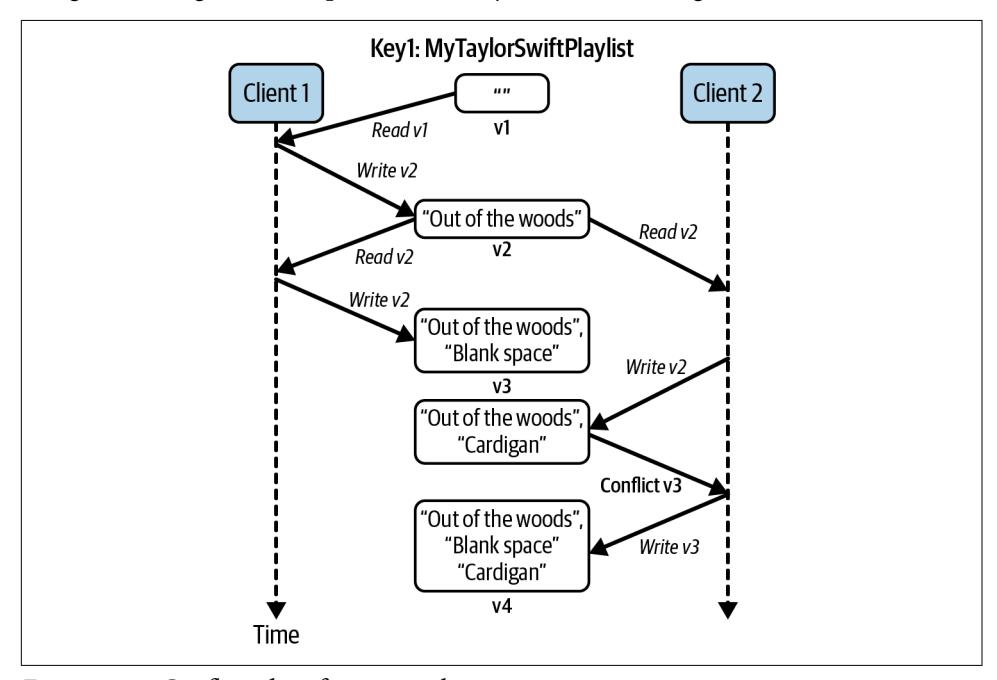 Key1: MyTaylorSwiftPlaylist
Client 1
“”
Client 2
v1
Read v1
Write v2
“Out of the woods”
v2
Read v2
Read v2
Write v2
“Out of the woods”,
“Blank space”
v3
Write v2
“Out of the woods”,
“Cardigan”
Conflict v3
“Out of the woods”,
“Blank space”
“Cardigan”
Write v3
v4
Time